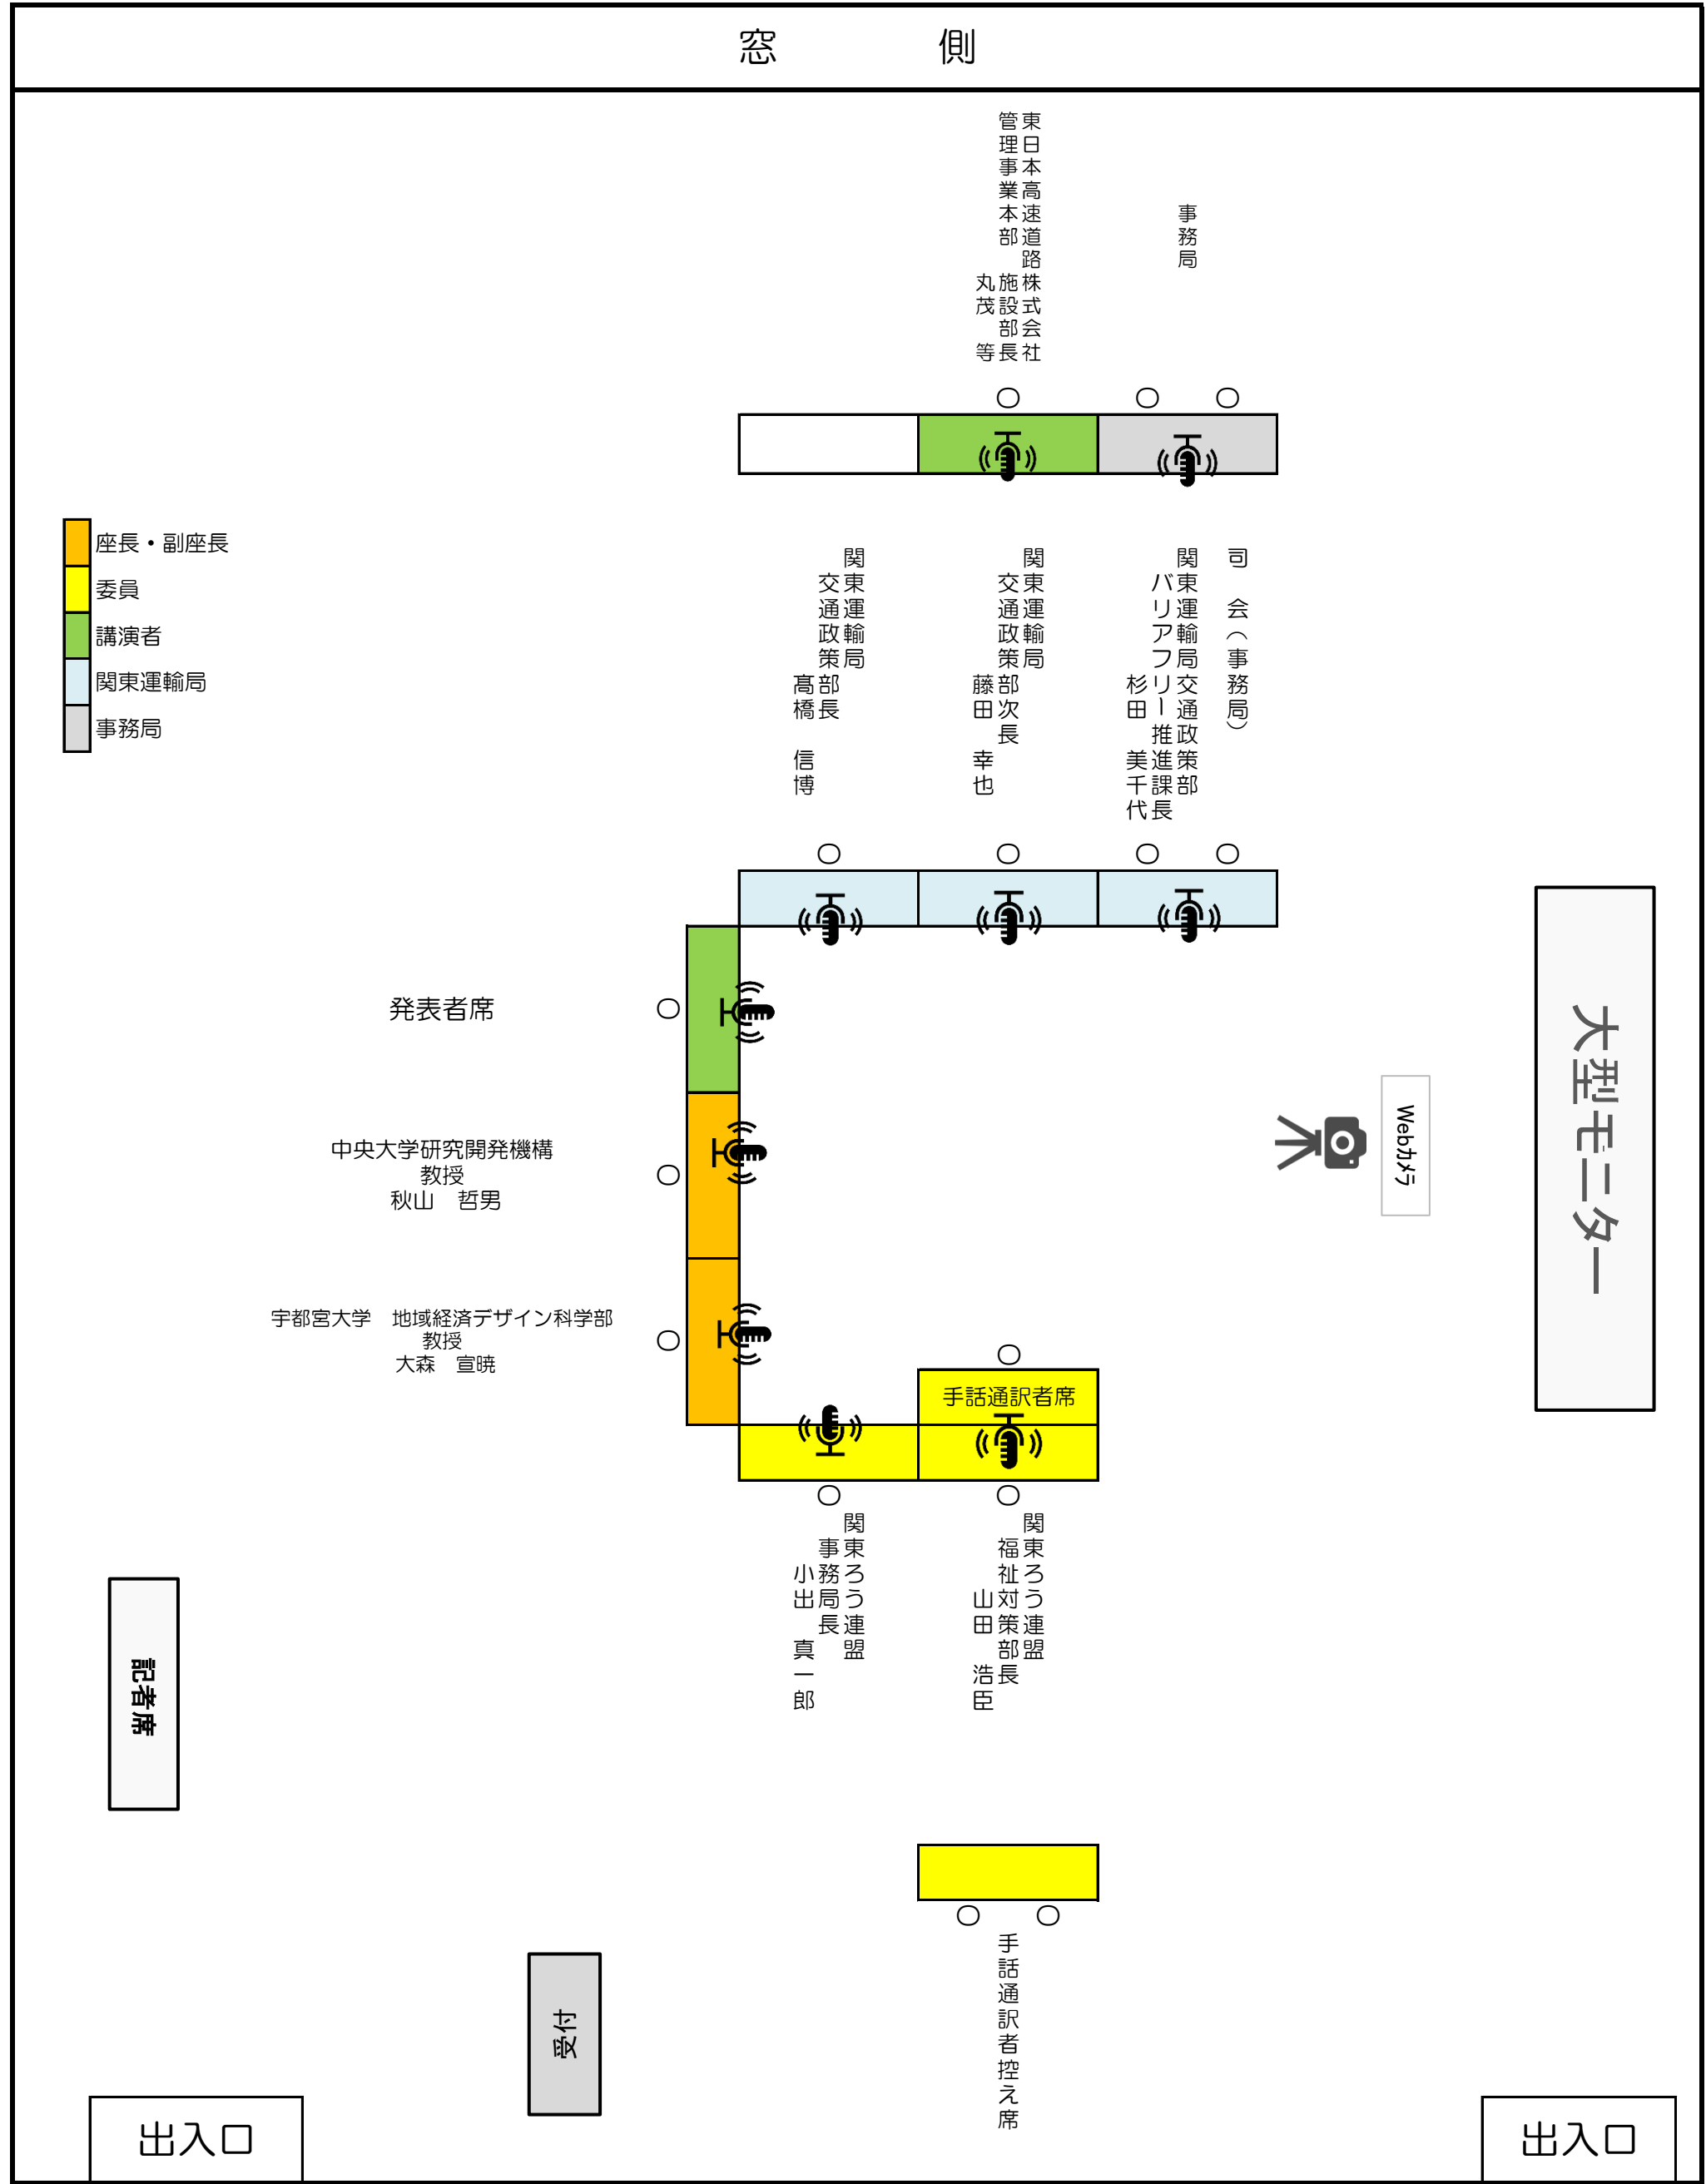 窓　側
東日本高速道路株式会社
管理事業本部　施設部長
丸茂　等
事務局
座長・副座長
委員
講演者
関東運輸局
事務局
関東運輸局
交通政策部長
髙橋　信博
関東運輸局
交通政策部次長
藤田　幸也
関東運輸局交通政策部
バリアフリー推進課長
杉田　美千代
司　会（事務局）
発表者席
中央大学研究開発機構
教授
秋山　哲男
宇都宮大学　地域経済デザイン科学部
教授
大森　宣暁
Webカメラ
大型モニター
手話通訳者席
関東ろう連盟
事務局長
小出　真一郎
関東ろう連盟
福祉対策部長
山田　浩臣
記者席
手話通訳者控え席
受付
出入口
出入口